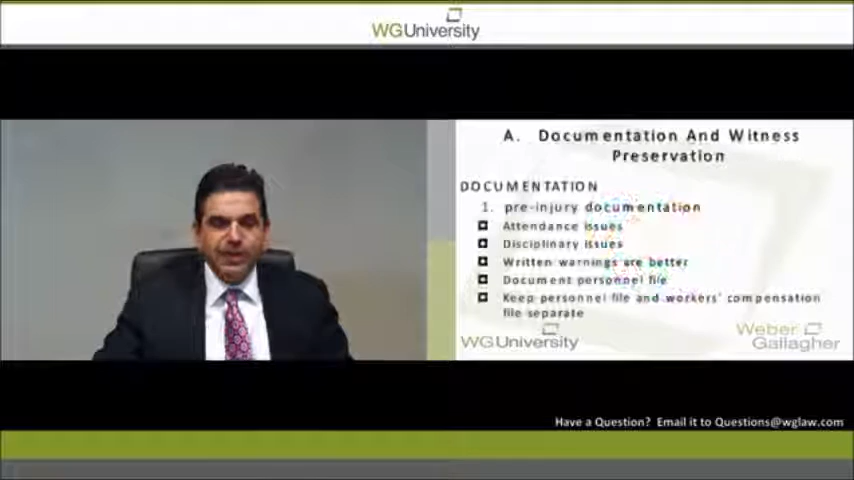 WGUniversity
A. Documentation And Witness
Preservation
DOCUMENTATION
1. pre-injury documentation
Attendance issues
Disciplinary issues
Written warnings are better
Document personnel file
Keep personnel file and workers' compensation
file separate
WGUniversity
Weber
Gallagher
Have a Question? Email it to Questions@wglaw.com